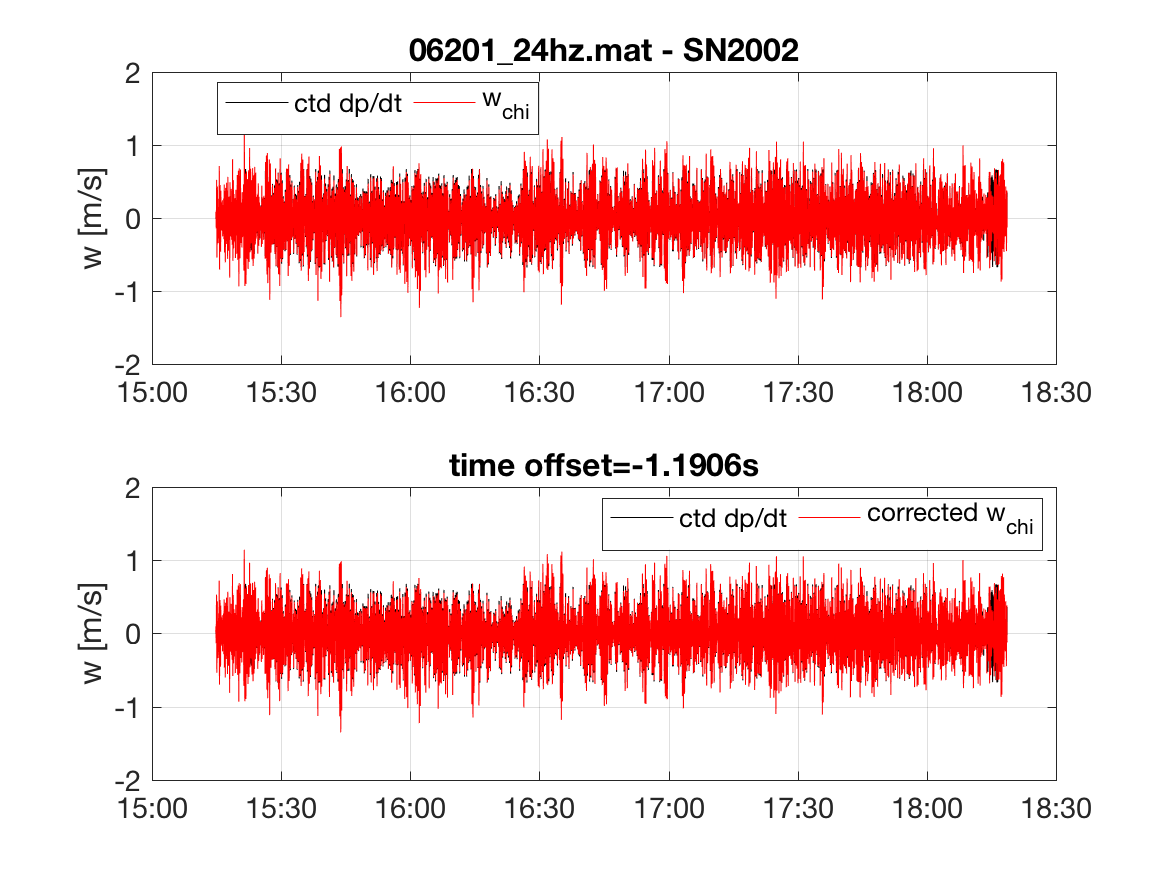 06201_24hz.mat - SN2002
2
ctd dp/dt w_chi
1
w [m/s]
0
-1
-2
15:00 15:30 16:00 16:30 17:00 17:30 18:00 18:30
time offset=-1.1906s
2
ctd dp/dt corrected w_chi
1
w [m/s]
0
-1
-2
15:00 15:30 16:00 16:30 17:00 17:30 18:00 18:30